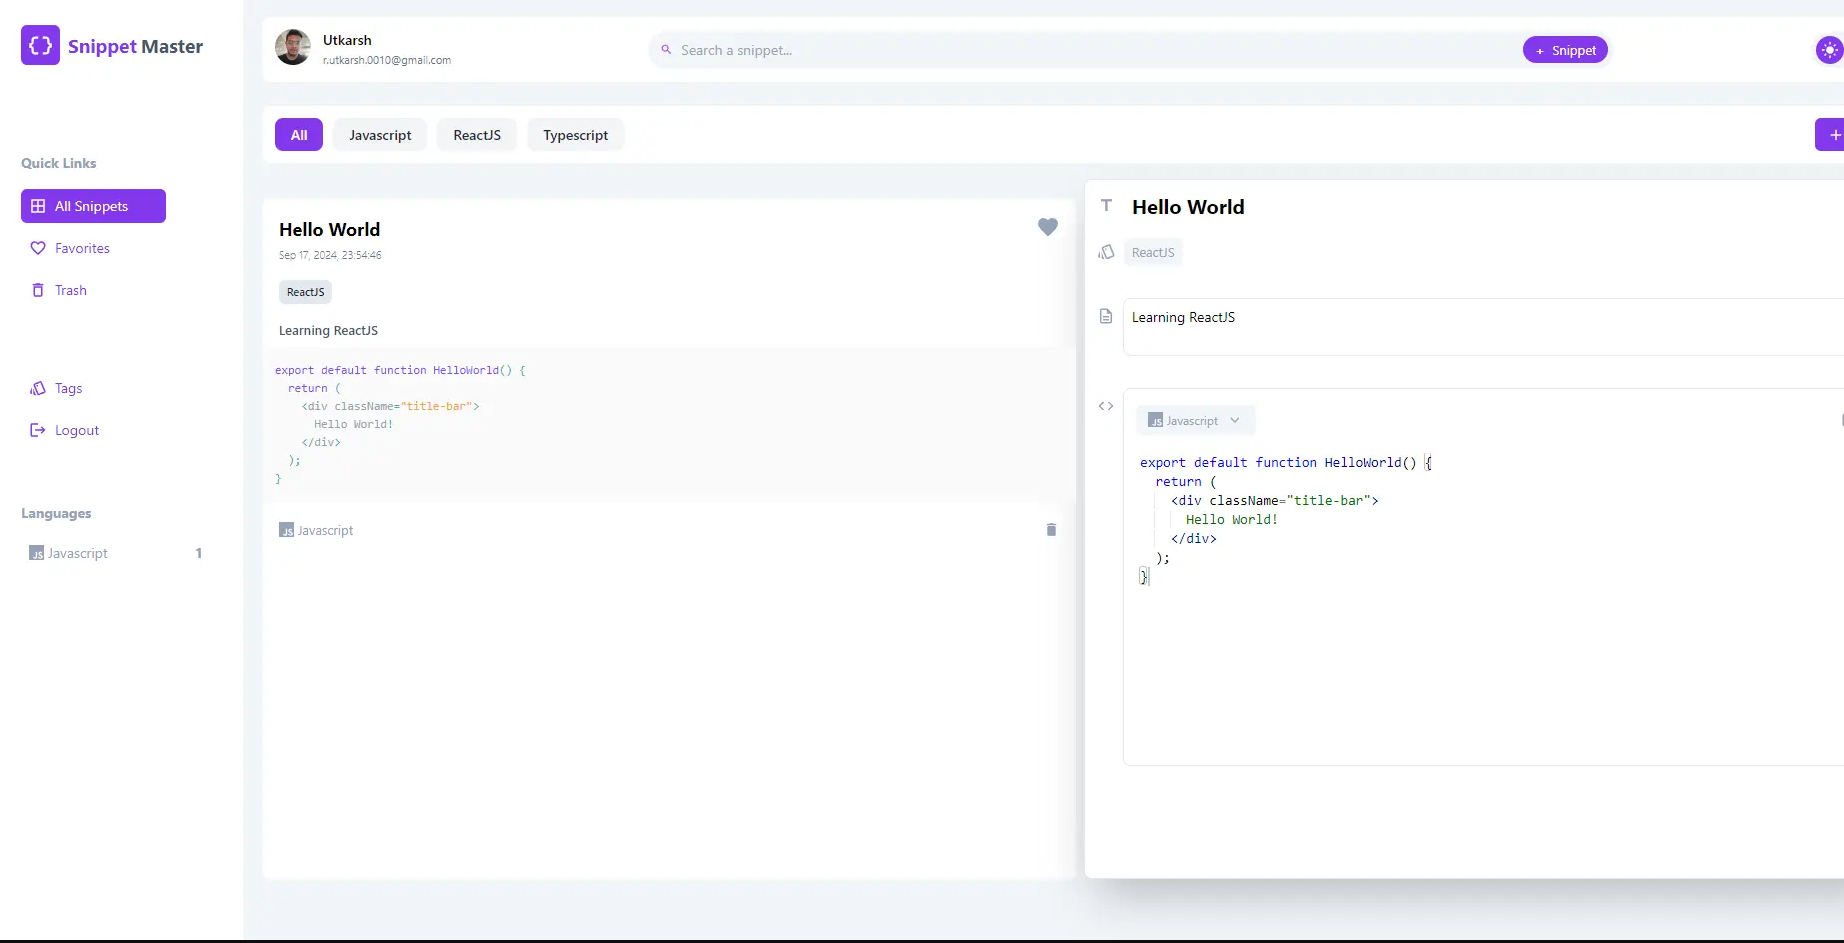 Snippet Master
Utkarsh
r.utkarsh.0010@gmail.com
Search a snippet...
+ Snippet
All
Javascript
ReactJS
Typescript
+
Quick Links
All Snippets
Favorites
Trash
Tags
Logout
Languages
JS Javascript 1
Hello World
Sep 17, 2024, 23:54:46
ReactJS
Learning ReactJS
export default function HelloWorld() {
  return (
    <div className="title-bar">
      Hello World!
    </div>
  );
}
JS Javascript
T Hello World
ReactJS
Learning ReactJS
JS Javascript
export default function HelloWorld() {
  return (
    <div className="title-bar">
      Hello World!
    </div>
  );
}